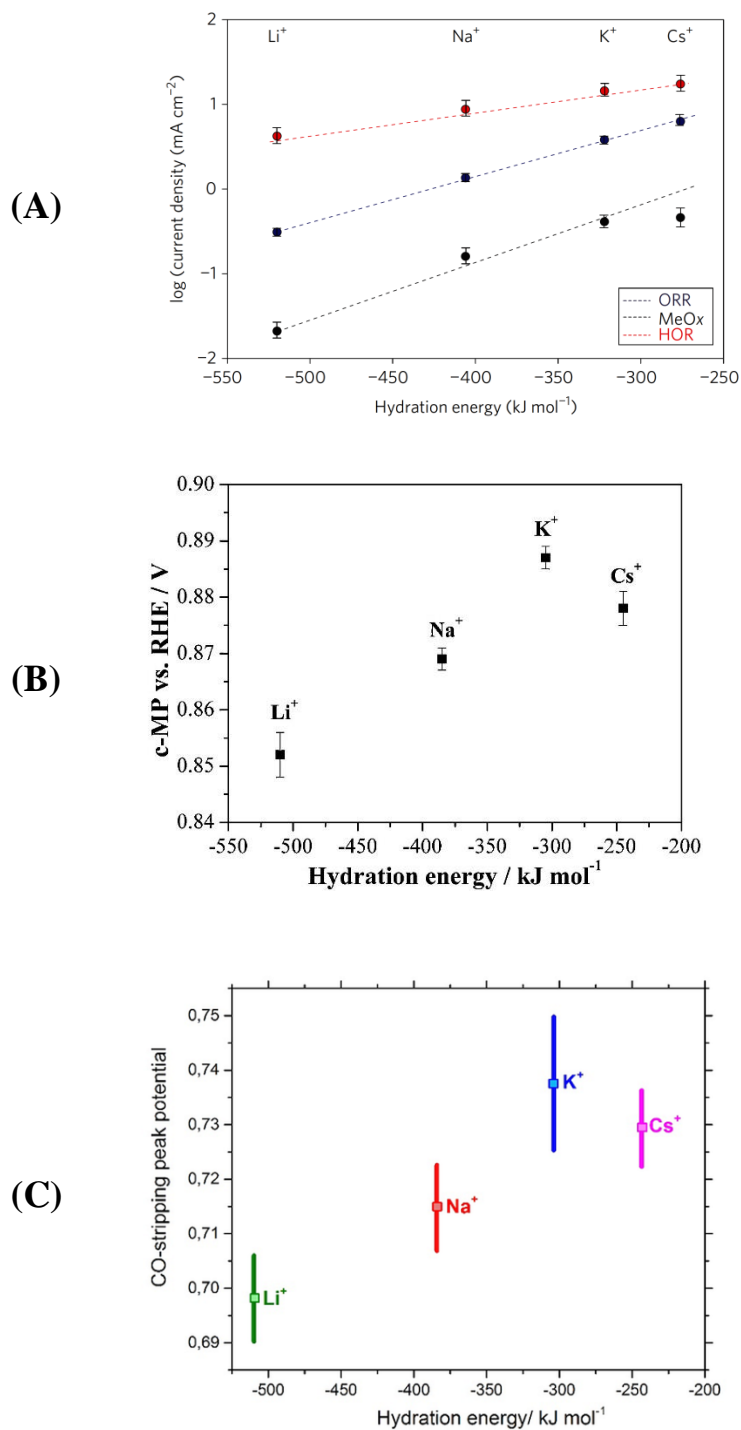 Li+ Na+ K+ Cs+
2
1
0
−1
−2
log (current density (mA cm−2)
(A)
ORR
MeOx
HOR
−550 −500 −450 −400 −350 −300 −250
Hydration energy (kJ mol−1)
0.90
0.89
0.88
0.87
0.86
0.85
0.84
c-MP vs. RHE / V
(B)
K+
Cs+
Na+
Li+
-550 -500 -450 -400 -350 -300 -250 -200
Hydration energy / kJ mol-1
0,75
0,74
0,73
0,72
0,71
0,70
0,69
CO-stripping peak potential
(C)
K+
Cs+
Na+
Li+
-500 -450 -400 -350 -300 -250 -200
Hydration energy/ kJ mol-1